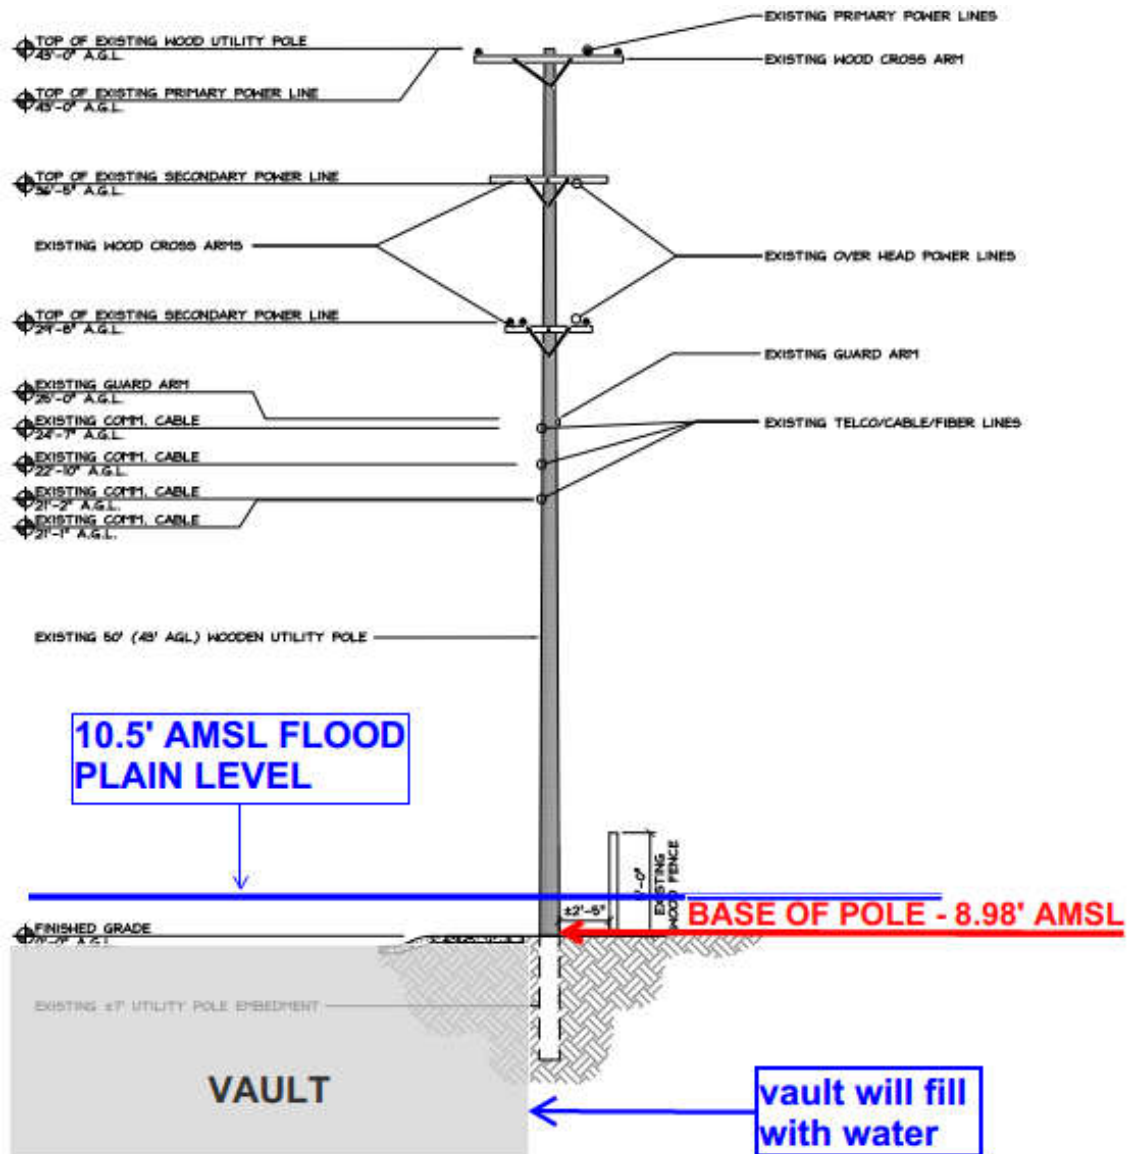 EXISTING PRIMARY POWER LINES
TOP OF EXISTING WOOD UTILITY POLE
43'-0" A.G.L.
EXISTING WOOD CROSS ARM
TOP OF EXISTING PRIMARY POWER LINE
43'-0" A.G.L.
TOP OF EXISTING SECONDARY POWER LINE
36'-5" A.G.L.
EXISTING WOOD CROSS ARMS
EXISTING OVER HEAD POWER LINES
TOP OF EXISTING SECONDARY POWER LINE
29'-8" A.G.L.
EXISTING GUARD ARM
EXISTING GUARD ARM
25'-0" A.G.L.
EXISTING COMM. CABLE
24'-7" A.G.L.
EXISTING TELCO/CABLE/FIBER LINES
EXISTING COMM. CABLE
22'-10" A.G.L.
EXISTING COMM. CABLE
21'-2" A.G.L.
EXISTING COMM. CABLE
21'-1" A.G.L.
EXISTING 50' (43' AGL) WOODEN UTILITY POLE
10.5' AMSL FLOOD
PLAIN LEVEL
EXISTING
WOOD FENCE
±2'-5"
BASE OF POLE - 8.98' AMSL
FINISHED GRADE
0'-0" A.G.L.
EXISTING ±7' UTILITY POLE EMBEDMENT
VAULT
vault will fill
with water